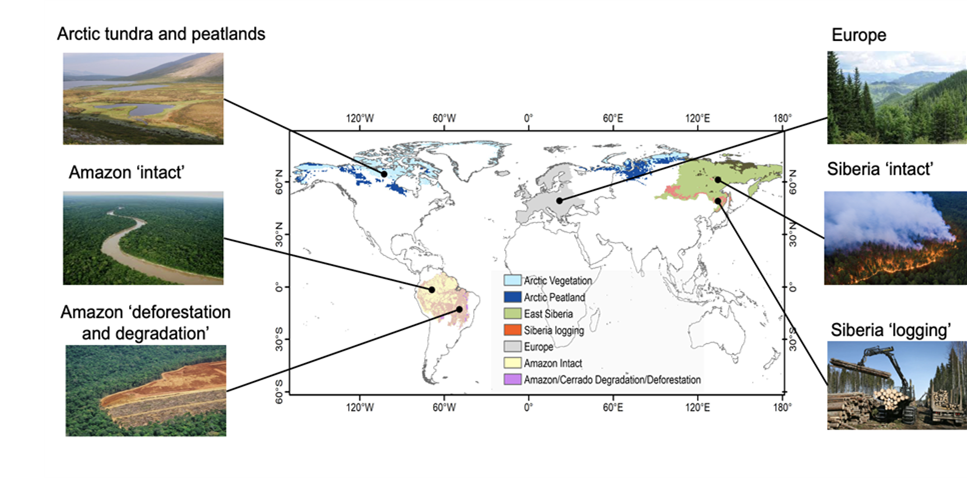 Arctic tundra and peatlands
Europe
120°W 60°W 0° 60°E 120°E 180°
Amazon ‘intact’
Siberia ‘intact’
60°N
60°N
30°N
30°N
0°
0°
Arctic Vegetation
Arctic Peatland
East Siberia
Siberia logging
Europe
Amazon Intact
Amazon/Cerrado Degradation/Deforestation
Amazon ‘deforestation
and degradation’
Siberia ‘logging’
30°S
30°S
60°S
60°S
120°W 60°W 0° 60°E 120°E 180°